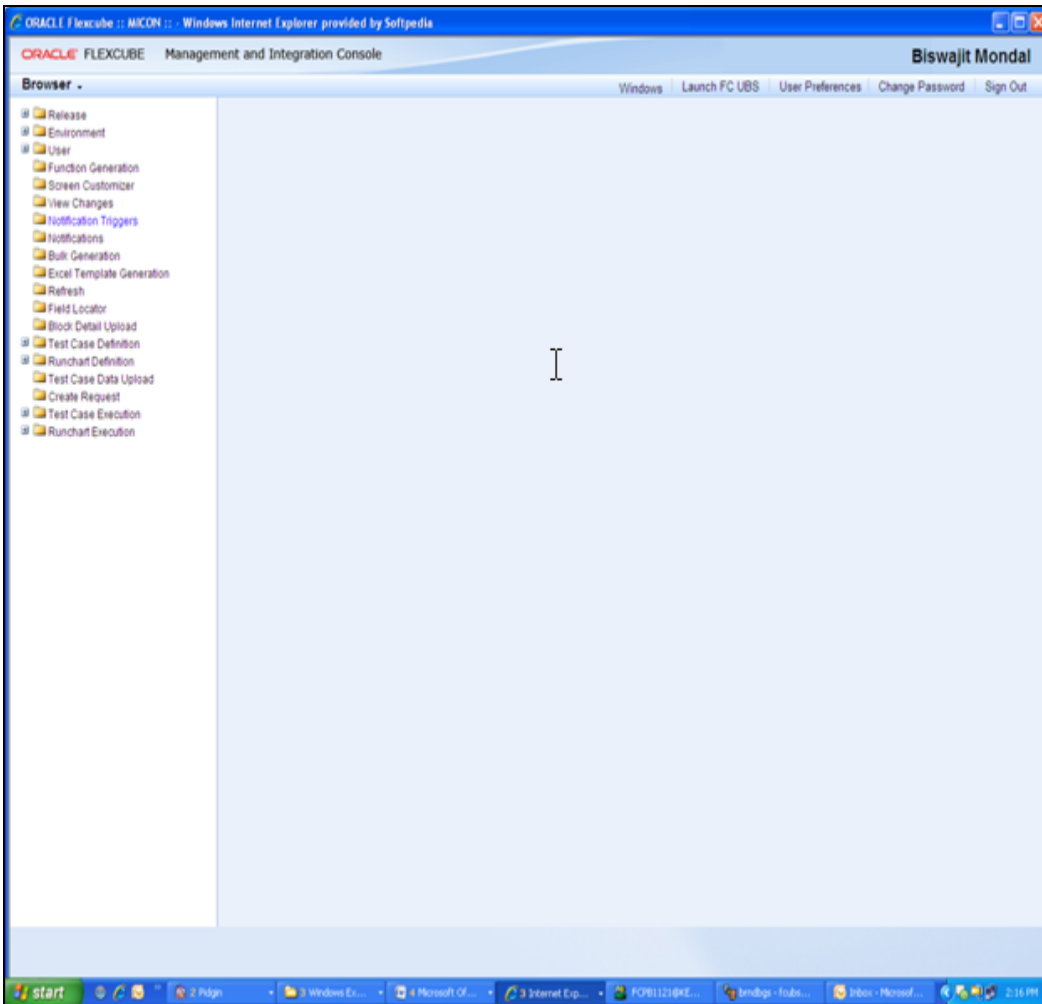 ORACLE Flexcube :: MICON :: - Windows Internet Explorer provided by Softpedia
ORACLE FLEXCUBE Management and Integration Console
Biswajit Mondal
Browser
Windows Launch FC UBS User Preferences Change Password Sign Out
Release
Environment
User
Function Generation
Screen Customizer
View Changes
Notification Triggers
Notifications
Bulk Generation
Excel Template Generation
Refresh
Field Locator
Block Detail Upload
Test Case Definition
Runchart Definition
Test Case Data Upload
Create Request
Test Case Execution
Runchart Execution
start 2 Pidgin 3 Windows Ex... 4 Microsoft Of... 3 Internet Exp... Inbox - Microsof... 2:16 PM